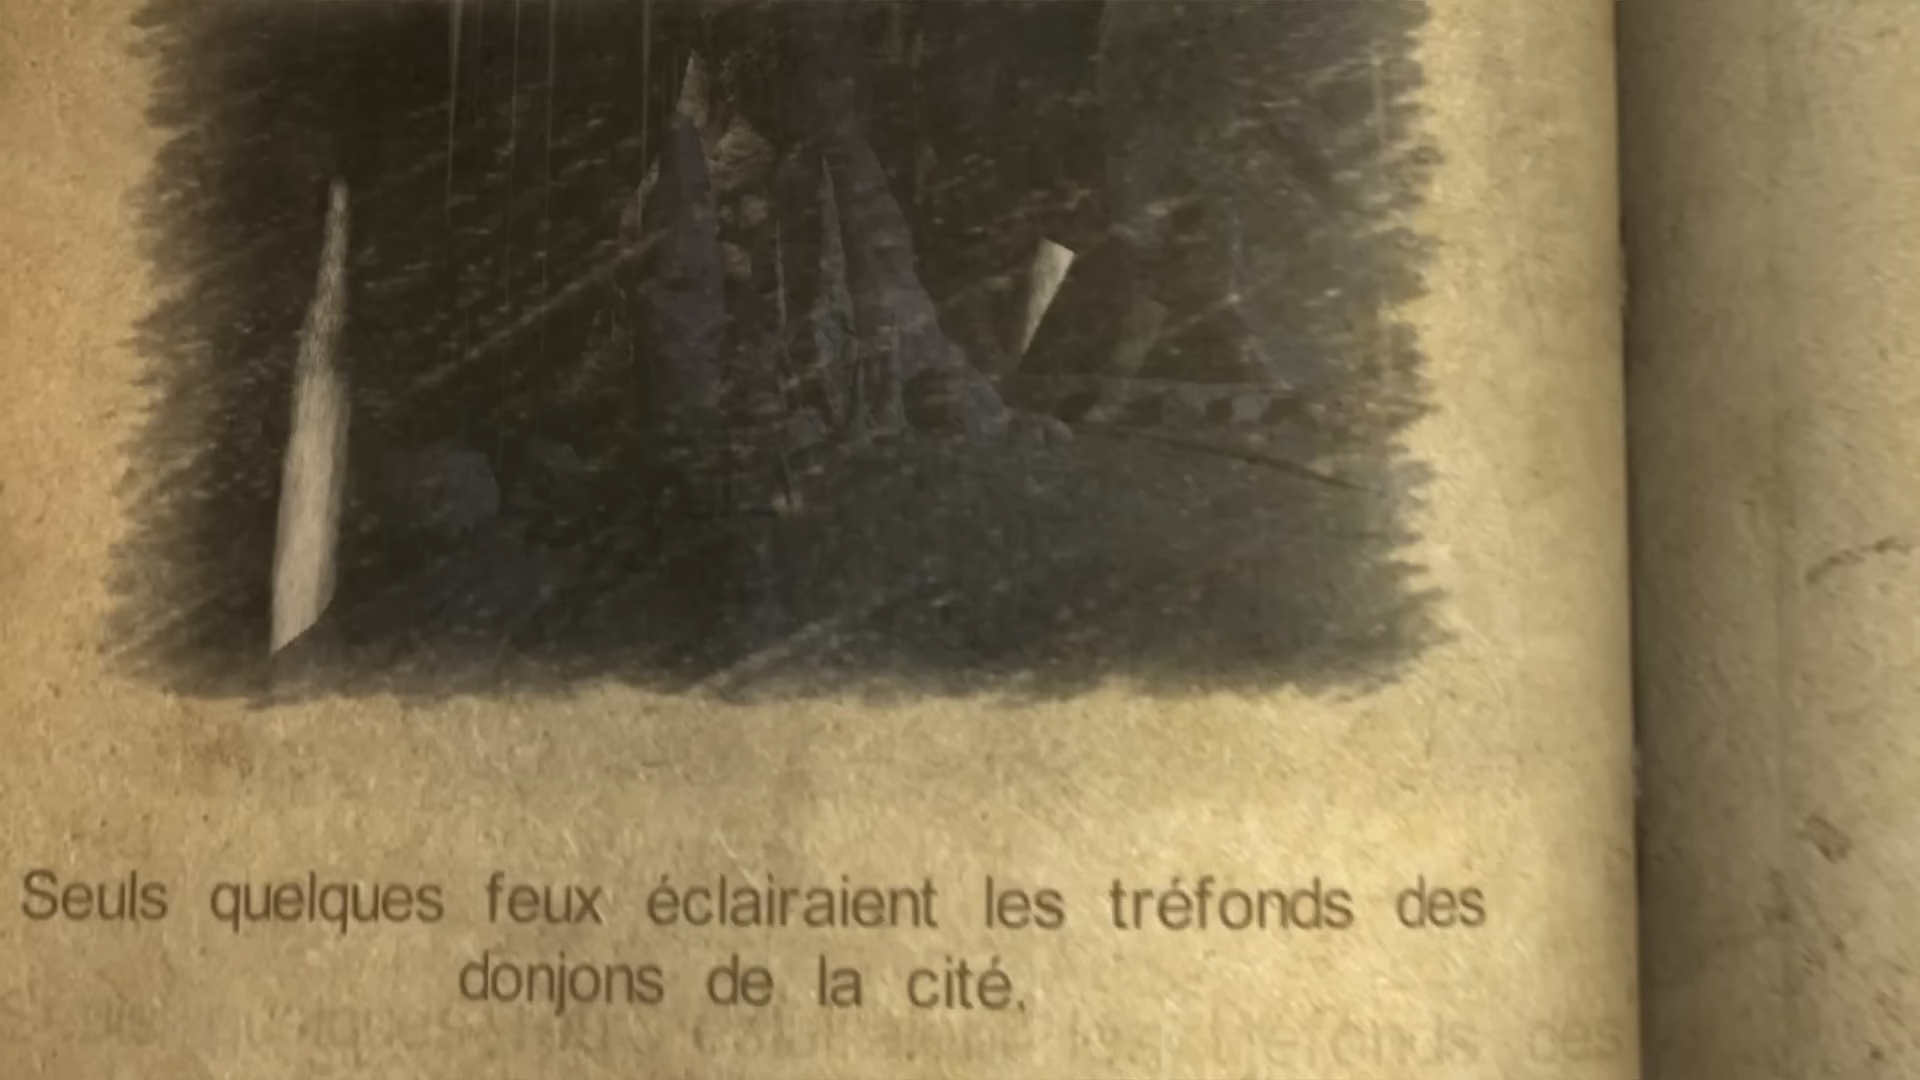 Seuls quelques feux éclairaient les tréfonds des
donjons de la cité.